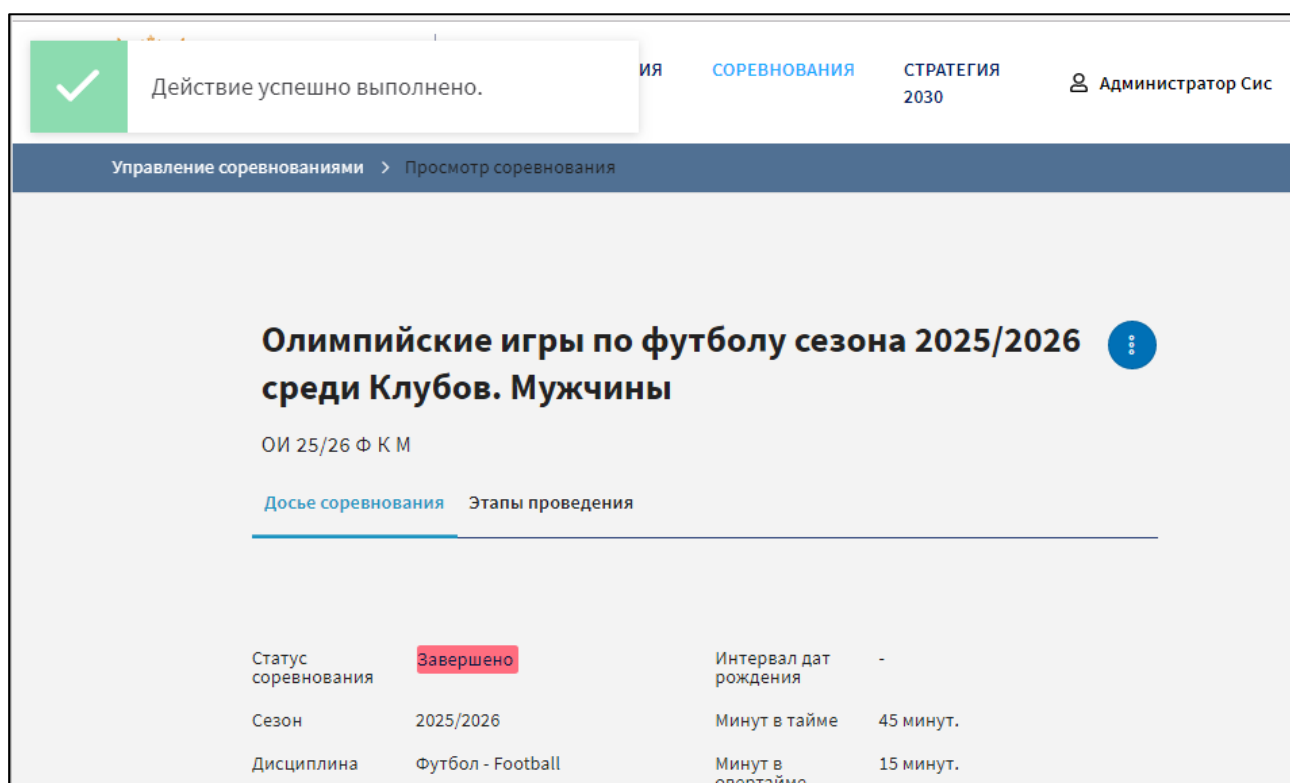 Действие успешно выполнено.
ИЯ
СОРЕВНОВАНИЯ
СТРАТЕГИЯ
2030
Администратор Сис
Управление соревнованиями > Просмотр соревнования
Олимпийские игры по футболу сезона 2025/2026
среди Клубов. Мужчины
ОИ 25/26 Ф К М
Досье соревнования Этапы проведения
Статус
соревнования
Завершено
Интервал дат
рождения
-
Сезон 2025/2026
Минут в тайме 45 минут.
Дисциплина Футбол - Football
Минут в
овертайме
15 минут.